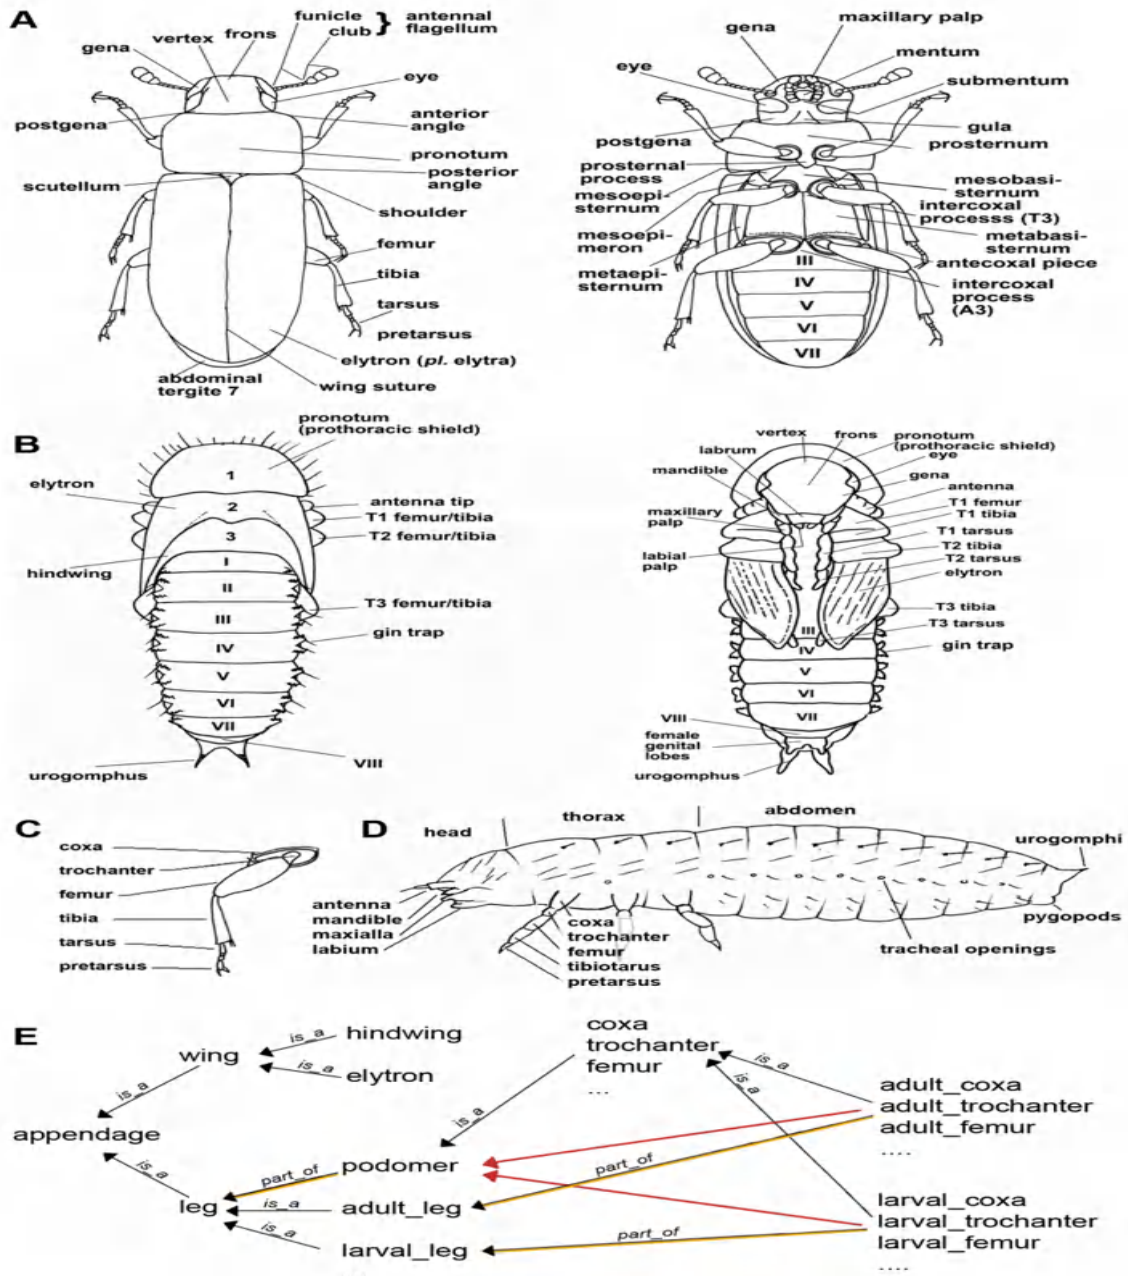 A
funicle
club
} antennal
flagellum
vertex
frons
gena
eye
postgena
anterior
angle
pronotum
posterior
angle
scutellum
shoulder
femur
tibia
tarsus
pretarsus
elytron (pl. elytra)
wing suture
abdominal
tergite 7
gena
maxillary palp
mentum
eye
submentum
gula
postgena
prosternum
prosternal
process
mesoepi-
sternum
mesoepi-
meron
metaepi-
sternum
mesobasi-
sternum
intercoxal
processs (T3)
metabasi-
sternum
antecoxal piece
intercoxal
process
(A3)
III
IV
V
VI
VII
B
pronotum
(prothoracic shield)
elytron
1
2
3
antenna tip
T1 femur/tibia
T2 femur/tibia
hindwing
I
II
III
IV
V
VI
VII
T3 femur/tibia
gin trap
VIII
urogomphus
vertex
frons
pronotum
(prothoracic shield)
labrum
eye
mandible
gena
antenna
maxillary
palp
T1 femur
T1 tibia
T1 tarsus
labial
palp
T2 tibia
T2 tarsus
elytron
T3 tibia
T3 tarsus
gin trap
III
IV
V
VI
VII
VIII
female
genital
lobes
urogomphus
C
coxa
trochanter
femur
tibia
tarsus
pretarsus
D
head
thorax
abdomen
urogomphi
antenna
mandible
maxialla
labium
coxa
trochanter
femur
tibiotarus
pretarsus
tracheal openings
pygopods
E
wing
is_a
hindwing
is_a
elytron
is_a
appendage
is_a
leg
part_of
podomer
is_a
adult_leg
is_a
larval_leg
is_a
coxa
trochanter
femur
...
is_a
is_a
part_of
part_of
adult_coxa
adult_trochanter
adult_femur
....
larval_coxa
larval_trochanter
larval_femur
....